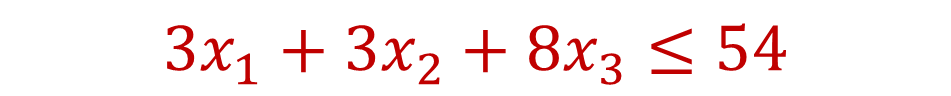 3x₁ + 3x₂ + 8x₃ ≤ 54